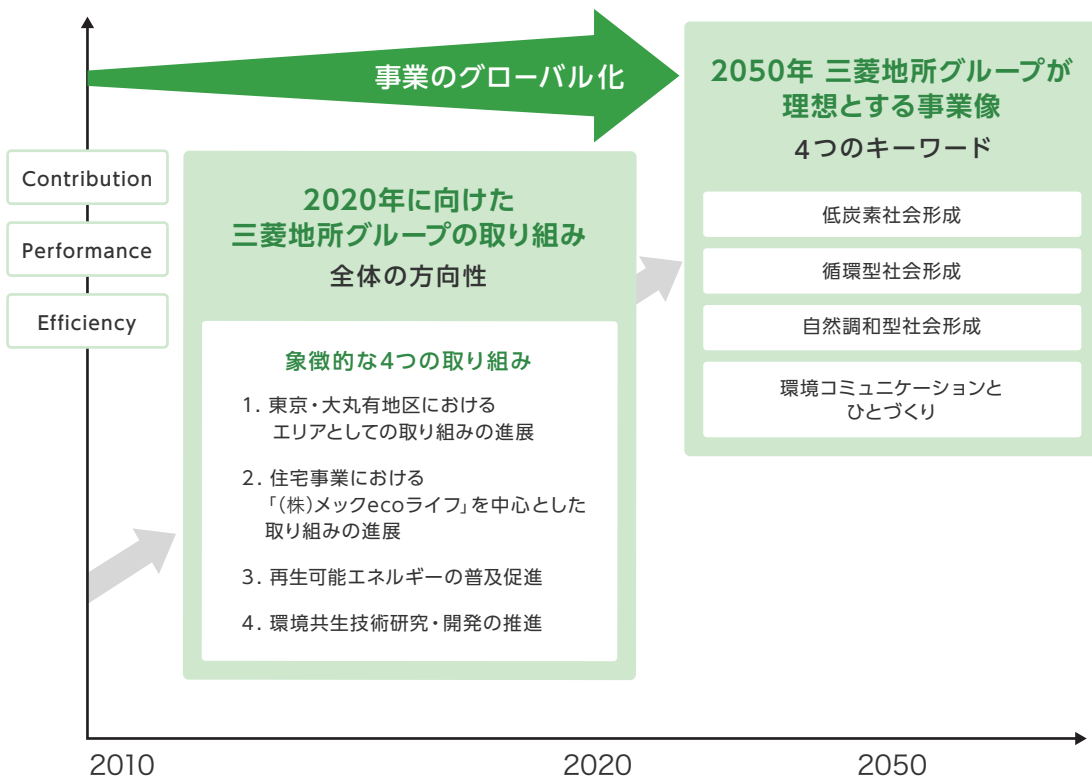 事業のグローバル化
Contribution
Performance
Efficiency
2020年に向けた
三菱地所グループの取り組み
全体の方向性
象徴的な4つの取り組み
1. 東京・大丸有地区における
エリアとしての取り組みの進展
2. 住宅事業における
「(株)メックecoライフ」を中心とした
取り組みの進展
3. 再生可能エネルギーの普及促進
4. 環境共生技術研究・開発の推進
2050年 三菱地所グループが
理想とする事業像
4つのキーワード
低炭素社会形成
循環型社会形成
自然調和型社会形成
環境コミュニケーションと
ひとづくり
2010
2020
2050